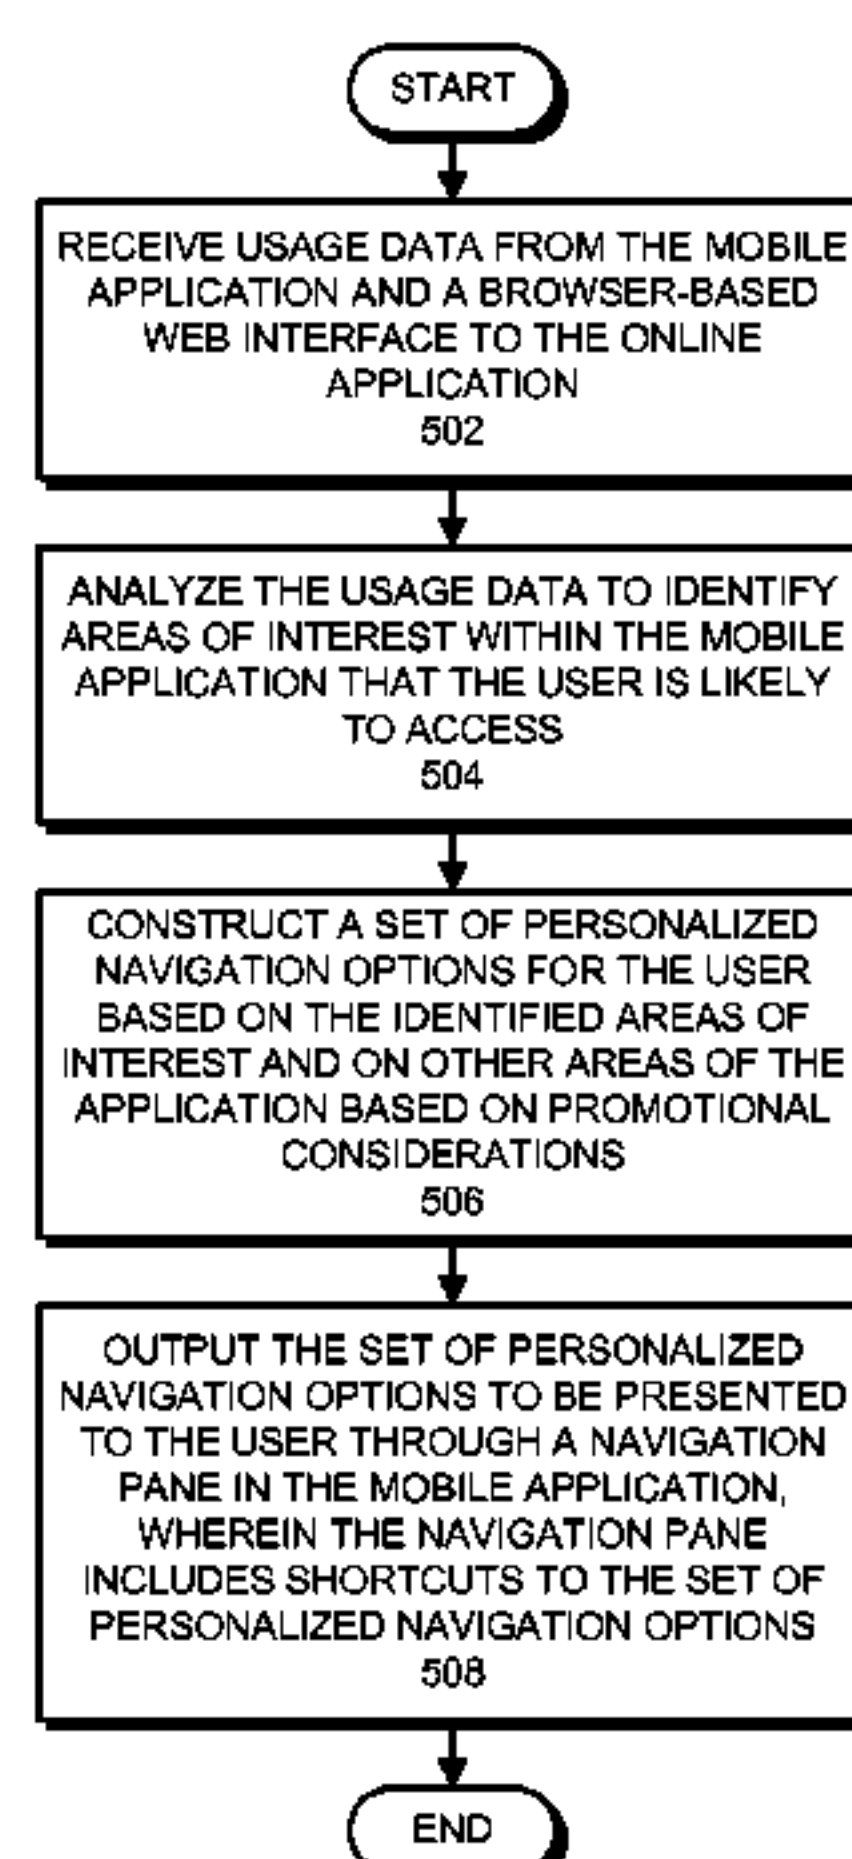 START
RECEIVE USAGE DATA FROM THE MOBILE
APPLICATION AND A BROWSER-BASED
WEB INTERFACE TO THE ONLINE
APPLICATION
502
ANALYZE THE USAGE DATA TO IDENTIFY
AREAS OF INTEREST WITHIN THE MOBILE
APPLICATION THAT THE USER IS LIKELY
TO ACCESS
504
CONSTRUCT A SET OF PERSONALIZED
NAVIGATION OPTIONS FOR THE USER
BASED ON THE IDENTIFIED AREAS OF
INTEREST AND ON OTHER AREAS OF THE
APPLICATION BASED ON PROMOTIONAL
CONSIDERATIONS
506
OUTPUT THE SET OF PERSONALIZED
NAVIGATION OPTIONS TO BE PRESENTED
TO THE USER THROUGH A NAVIGATION
PANE IN THE MOBILE APPLICATION,
WHEREIN THE NAVIGATION PANE
INCLUDES SHORTCUTS TO THE SET OF
PERSONALIZED NAVIGATION OPTIONS
508
END